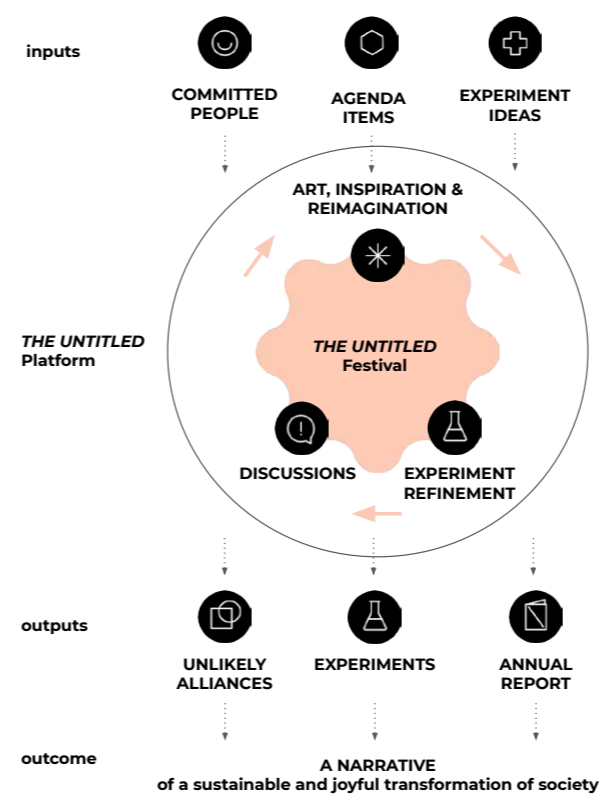 inputs
COMMITTED
PEOPLE
AGENDA
ITEMS
EXPERIMENT
IDEAS
ART, INSPIRATION &
REIMAGINATION
THE UNTITLED
Platform
THE UNTITLED
Festival
DISCUSSIONS
EXPERIMENT
REFINEMENT
outputs
UNLIKELY
ALLIANCES
EXPERIMENTS
ANNUAL
REPORT
outcome
A NARRATIVE
of a sustainable and joyful transformation of society